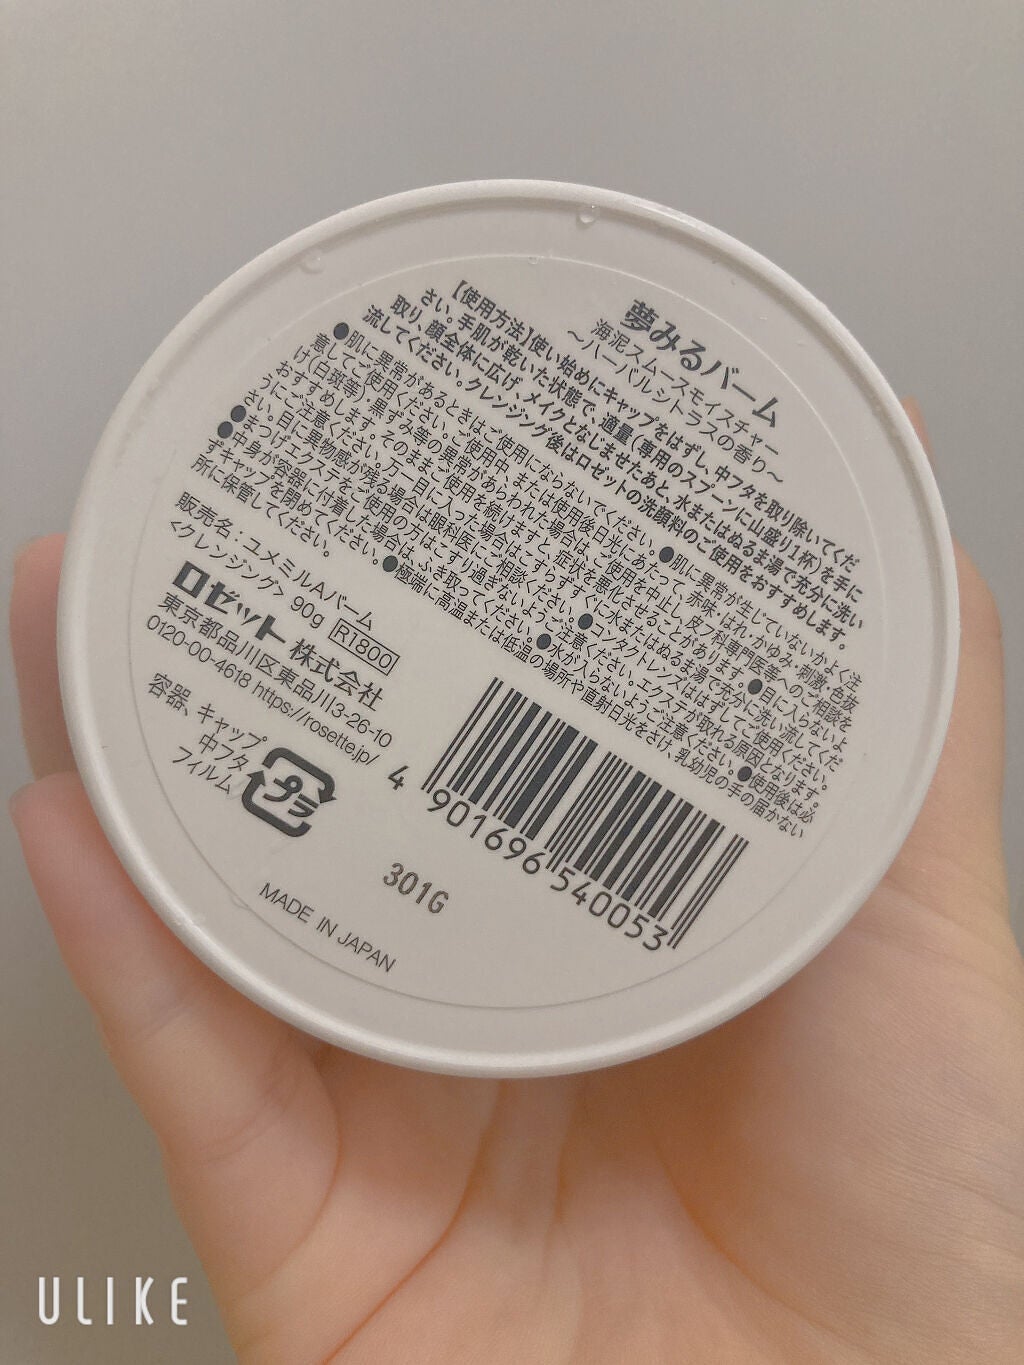 夢みるバーム
海泥スムースモイスチャー
～ハーバルシトラスの香り～
【使用方法】使い始めにキャップをはずし、中フタを取り除いてくだ
さい。手肌が乾いた状態で、適量(専用のスプーンに山盛り1杯)を手に
取り、顔全体に広げ、メイクとなじませたあと、水またはぬるま湯で充分に洗い
流してください。クレンジング後はロゼットの洗顔料のご使用をおすすめします。
●肌に異常があるときはご使用にならないでください。●肌に異常が生じていないかよく注
意してご使用ください。ご使用中、または使用後日光にあたって、赤味・はれ・かゆみ・刺激・色抜
け(白斑等)・黒ずみ等の異常があらわれた場合は、ご使用を中止し、皮フ科専門医等へのご相談を
おすすめします。そのままご使用を続けますと、症状を悪化させることがあります。●目に入らないよ
うにご注意ください。万一目に入った場合はこすらずすぐに水またはぬるま湯で充分に洗い流してくだ
さい。目に異物感が残る場合は眼科医にご相談ください。●コンタクトレンズははずしてご使用ください。
●まつげエクステをご使用の方はこすり過ぎないようご注意ください。エクステが取れる原因となります。
●中身が容器に付着した場合は、ふき取ってください。●水が入らないようご注意ください。●使用後は必
ずキャップを閉めてください。●極端に高温または低温の場所や直射日光をさけ、乳幼児の手の届かない
所に保管してください。
販売名：ユメミルAバーム
<クレンジング> 90g R1800
ロゼット株式会社
東京都品川区東品川3-26-10
0120-00-4618 https://rosette.jp/
容器、キャップ
中フタ
フィルム
プラ
4 901696 540053
301G
MADE IN JAPAN
ULIKE